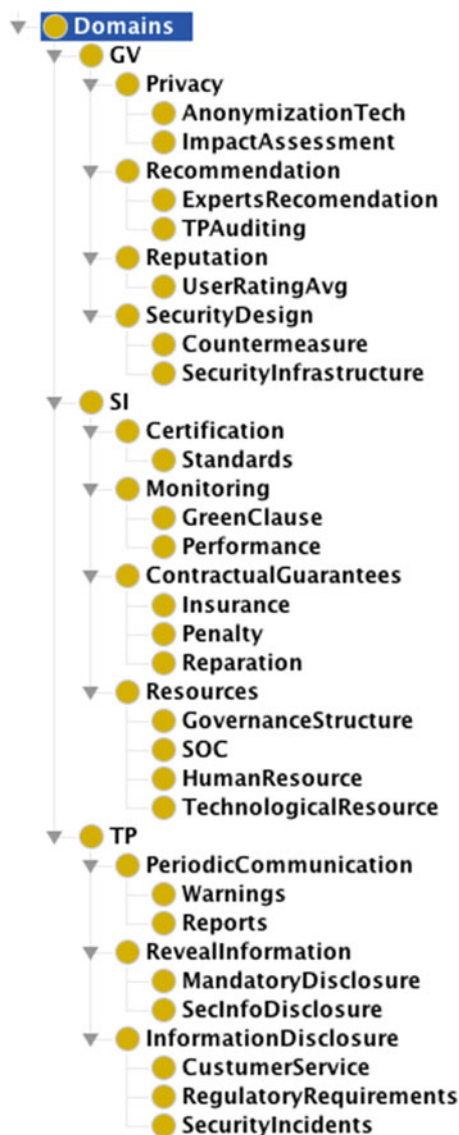 Domains
GV
Privacy
AnonymizationTech
ImpactAssessment
Recommendation
ExpertsRecomendation
TPAuditing
Reputation
UserRatingAvg
SecurityDesign
Countermeasure
SecurityInfrastructure
SI
Certification
Standards
Monitoring
GreenClause
Performance
ContractualGuarantees
Insurance
Penalty
Reparation
Resources
GovernanceStructure
SOC
HumanResource
TechnologicalResource
TP
PeriodicCommunication
Warnings
Reports
RevealInformation
MandatoryDisclosure
SecInfoDisclosure
InformationDisclosure
CustumerService
RegulatoryRequirements
SecurityIncidents